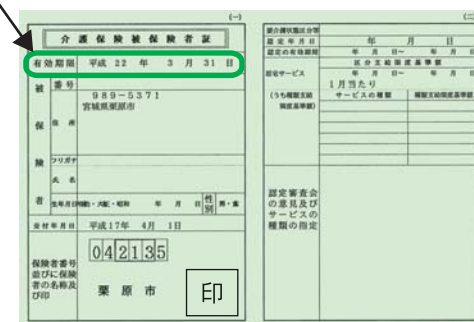 (一)
介護保険被保険者証
有効期限 平成 22 年 3 月 31 日
被保険者
番号
989-5371
宮城県栗原市
住所
フリガナ
氏名
生年月日 明治・大正・昭和 年 月 日 性別 男・女
交付年月日 平成17年 4月 1日
保険者番号並びに保険者の名称及び印
042135
栗原市
印
(二)
要介護状態区分等
認定年月日 年 月 日
認定の有効期間 年 月 日~ 年 月 日
居宅サービス
区分支給限度基準額
年 月 日~ 年 月 日
1月当たり
(うち種類支給限度基準額)
サービスの種類 種類支給限度基準額
認定審査会の意見及びサービスの種類の指定